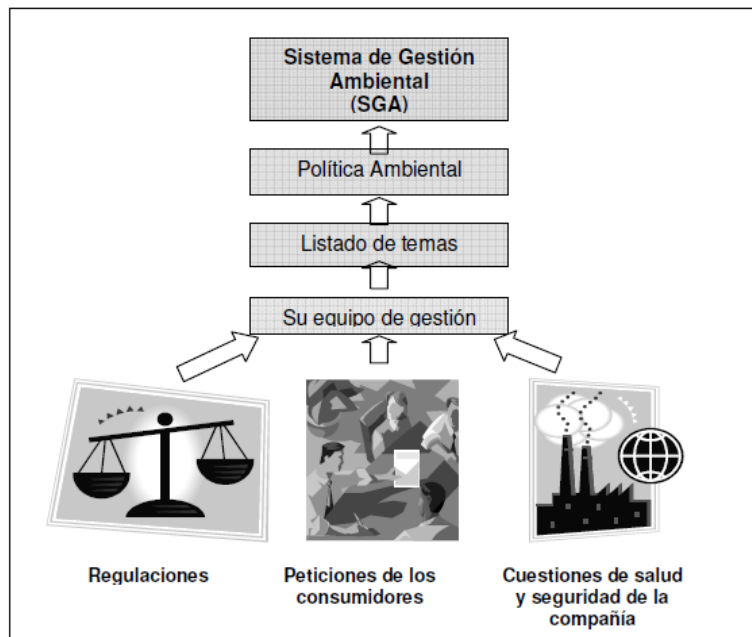 Sistema de Gestión
Ambiental
(SGA)
Política Ambiental
Listado de temas
Su equipo de gestión
Regulaciones
Peticiones de los
consumidores
Cuestiones de salud
y seguridad de la
compañía